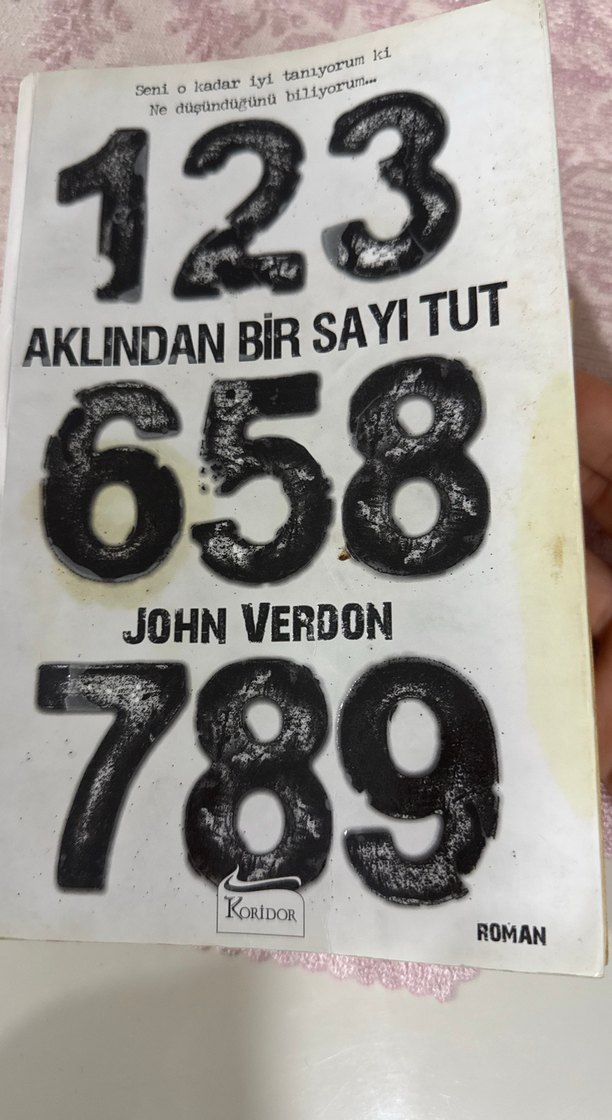 Seni o kadar iyi tanıyorum ki
Ne düşündüğünü biliyorum...
123
AKLINDAN BİR SAYI TUT
658
JOHN VERDON
789
KORİDOR
ROMAN